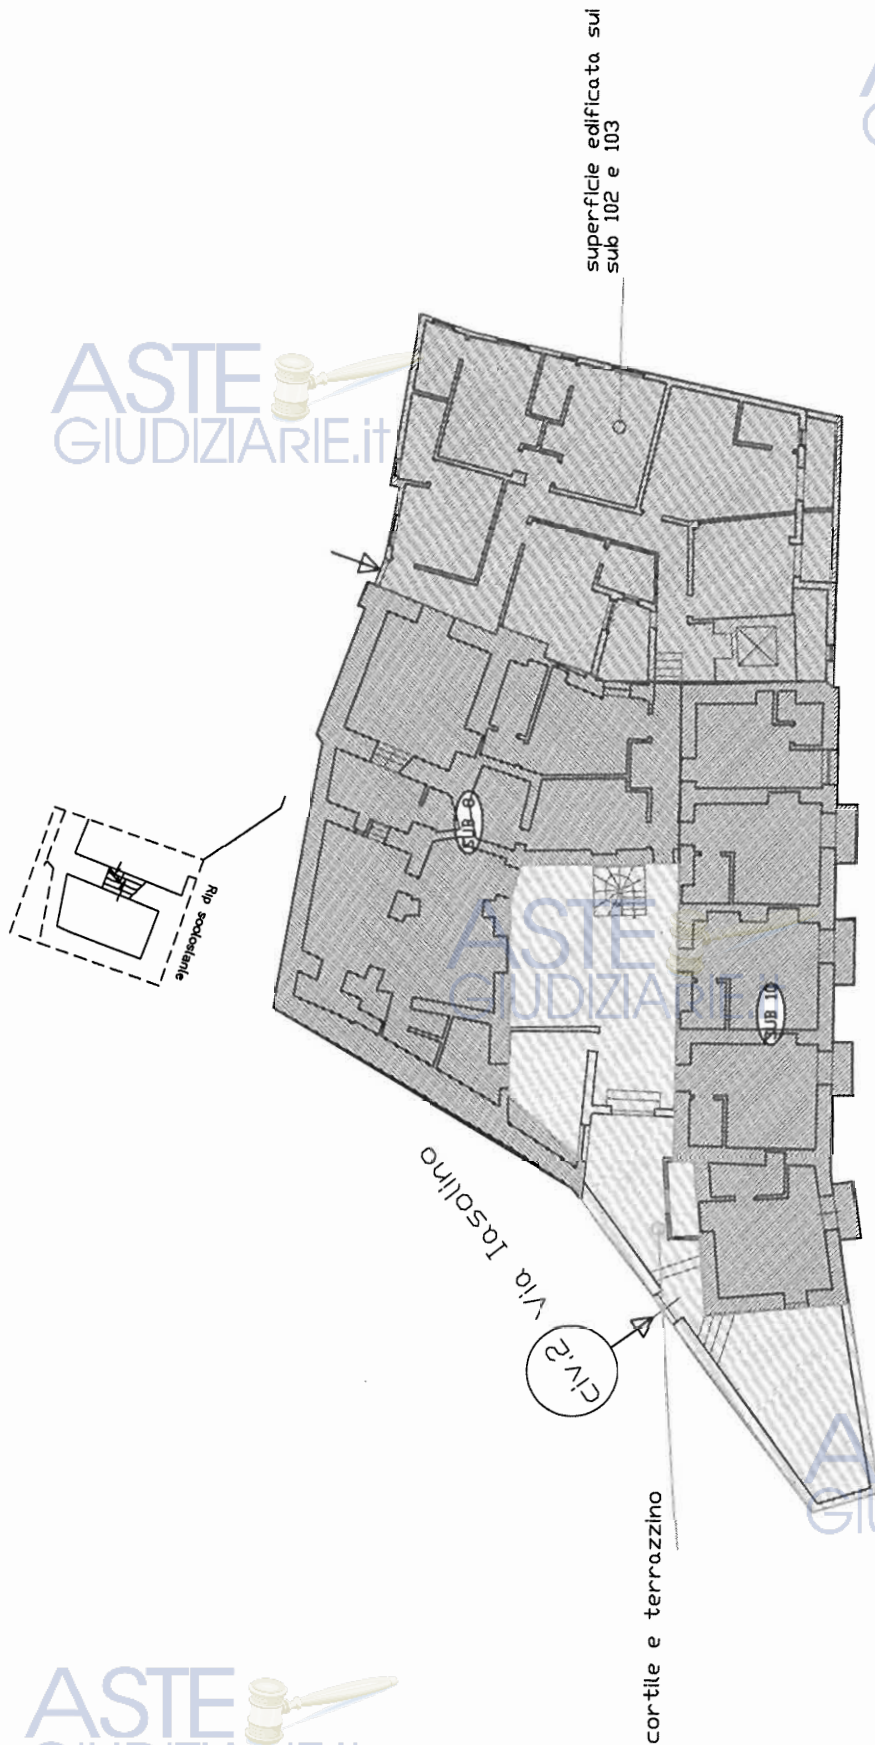 superficie edificata sui
sub 102 e 103
ASTE
GIUDIZIARIE.it
SUB 8
Rip soolostante
ASTE
GIUDIZIARIE.it
SUB 10
Via Iasolino
civ.2
cortile e terrazzino
ASTE